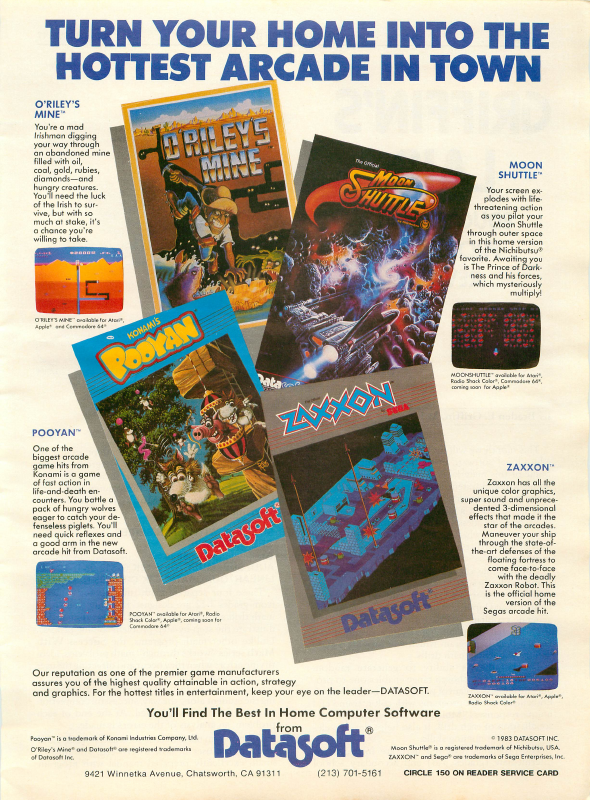 TURN YOUR HOME INTO THE
HOTTEST ARCADE IN TOWN
O'RILEY'S
MINE™
You're a mad
Irishman digging
your way through
an abandoned mine
filled with oil,
coal, gold, rubies,
diamonds—and
hungry creatures.
You'll need the luck
of the Irish to sur-
vive, but with so
much at stake, it's
a chance you're
willing to take.
O'RILEY'S MINE™ available for Atari®,
Apple® and Commodore 64®
O'RILEY'S
MINE
The Official
MOON
SHUTTLE
Data
MOON
SHUTTLE™
Your screen ex-
plodes with life-
threatening action
as you pilot your
Moon Shuttle
through outer space
in this home version
of the Nichibutsu®
favorite. Awaiting you
is The Prince of Dark-
ness and his forces,
which mysteriously
multiply!
MOONSHUTTLE™ available for Atari®,
Radio Shack Color®, Commodore 64®,
coming soon for Apple®
KONAMI'S
POOYAN
Datasoft
ZAXXON
SEGA
Datasoft
POOYAN™
One of the
biggest arcade
game hits from
Konami is a game
of fast action in
life-and-death en-
counters. You battle a
pack of hungry wolves
eager to catch your de-
fenseless piglets. You'll
need quick reflexes and
a good arm in the new
arcade hit from Datasoft.
POOYAN™ available for Atari®, Radio
Shack Color®, Apple®, coming soon for
Commodore 64®
ZAXXON™
Zaxxon has all the
unique color graphics,
super sound and unprece-
dented 3-dimensional
effects that made it the
star of the arcades.
Maneuver your ship
through the state-of-
the-art defenses of the
floating fortress to
come face-to-face
with the deadly
Zaxxon Robot. This
is the official home
version of the
Segas arcade hit.
ZAXXON™ available for Atari®, Apple®,
Radio Shack Color®
Our reputation as one of the premier game manufacturers
assures you of the highest quality attainable in action, strategy
and graphics. For the hottest titles in entertainment, keep your eye on the leader—DATASOFT.
You'll Find The Best In Home Computer Software
from
Datasoft®
Pooyan™ is a trademark of Konami Industries Company, Ltd.
O'Riley's Mine® and Datasoft® are registered trademarks
of Datasoft Inc.
© 1983 DATASOFT INC.
Moon Shuttle® is a registered trademark of Nichibutsu, USA.
ZAXXON™ and Sega® are trademarks of Sega Enterprises, Inc.
9421 Winnetka Avenue, Chatsworth, CA 91311 (213) 701-5161 CIRCLE 150 ON READER SERVICE CARD